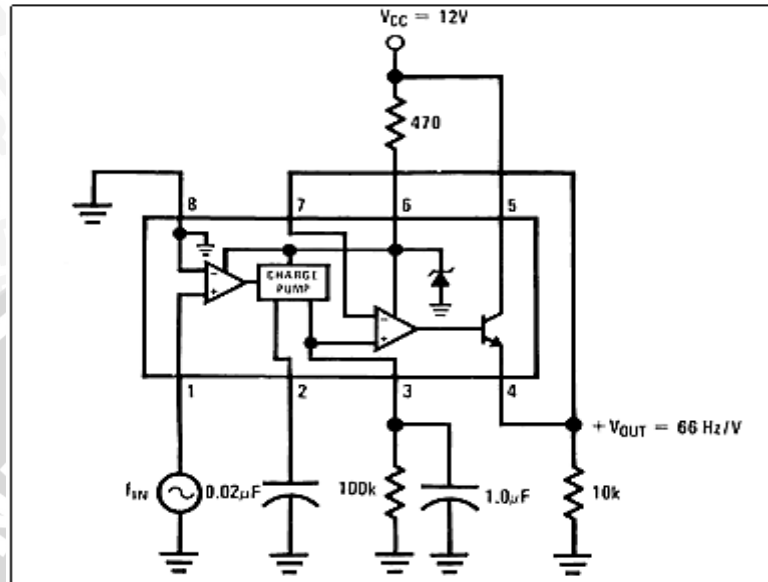 V_CC = 12V
470
8 7 6 5
CHARGE
PUMP
1 2 3 4
+ V_OUT = 66 Hz/V
f_IN
0.02μF
100k
1.0μF
10k
- + - +